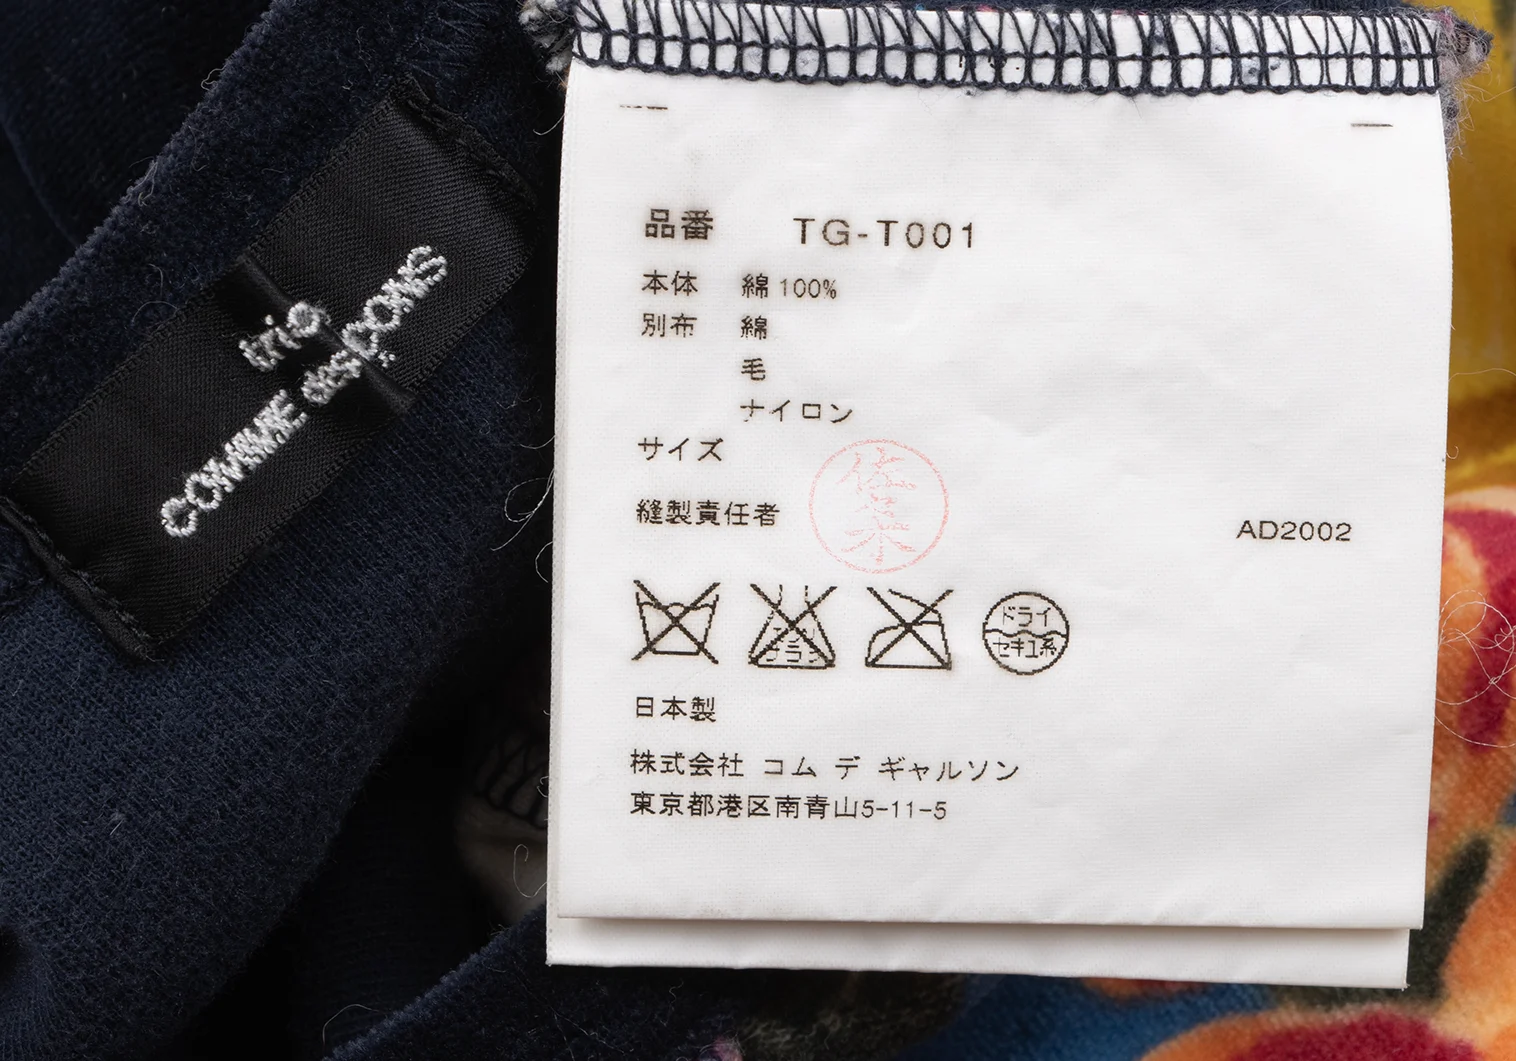 trio
COMME des GARÇONS
品番 TG-T001
本体 綿 100%
別布 綿
毛
ナイロン
サイズ
縫製責任者
AD2002
ドライ
セキユ系
日本製
株式会社 コム デ ギャルソン
東京都港区南青山5-11-5